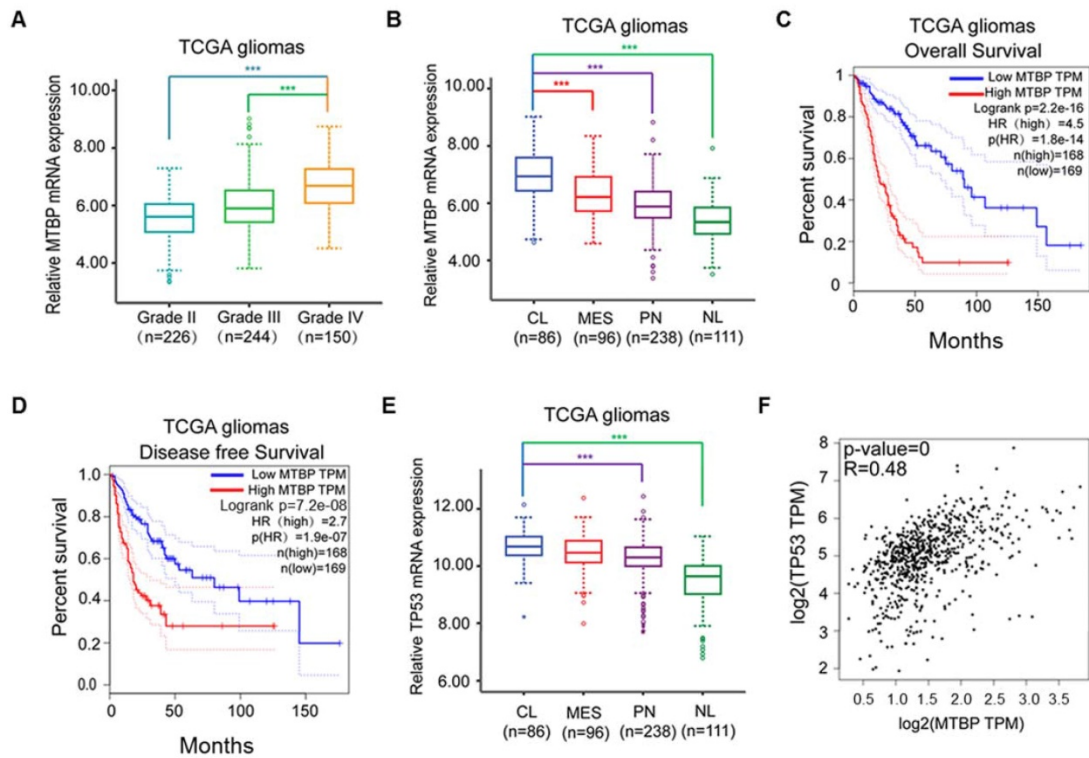 A
TCGA gliomas
***
***
Relative MTBP mRNA expression
10.00
8.00
6.00
4.00
Grade II
Grade III
Grade IV
(n=226)
(n=244)
(n=150)
B
TCGA gliomas
***
***
***
Relative MTBP mRNA expression
10.00
8.00
6.00
4.00
CL
MES
PN
NL
(n=86)
(n=96)
(n=238)
(n=111)
C
TCGA gliomas
Overall Survival
Low MTBP TPM
High MTBP TPM
Logrank p=2.2e-16
HR (high) =4.5
p(HR) =1.8e-14
n(high)=168
n(low)=169
Percent survival
1.0
0.8
0.6
0.4
0.2
0
0
50
100
150
Months
D
TCGA gliomas
Disease free Survival
Low MTBP TPM
High MTBP TPM
Logrank p=7.2e-08
HR (high) =2.7
p(HR) =1.9e-07
n(high)=168
n(low)=169
Percent survival
1.0
0.8
0.6
0.4
0.2
0.0
0
50
100
150
Months
E
TCGA gliomas
***
***
Relative TP53 mRNA expression
12.00
10.00
8.00
6.00
CL
MES
PN
NL
(n=86)
(n=96)
(n=238)
(n=111)
F
p-value=0
R=0.48
log2(TP53 TPM)
8
7
6
5
4
3
2
0.5
1.0
1.5
2.0
2.5
3.0
3.5
log2(MTBP TPM)